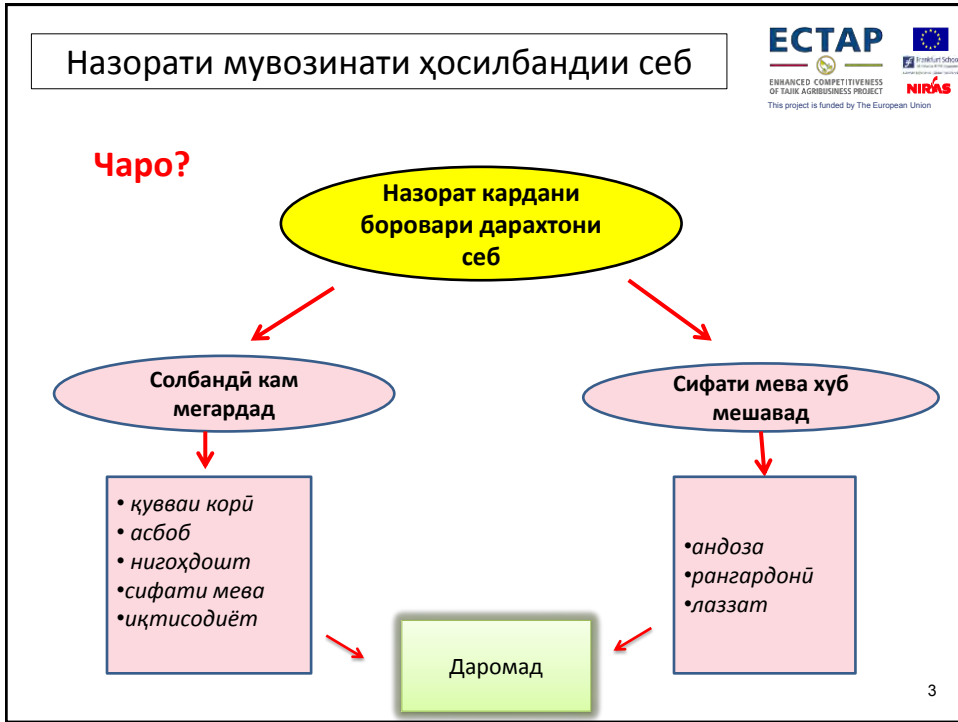 Назорати мувозинати ҳосилбандии себ
ECTAP
ENHANCED COMPETITIVENESS
OF TAJIK AGRIBUSINESS PROJECT
Frankfurt School
NIRAS
This project is funded by The European Union
Чаро?
Назорат кардани
боровари дарахтони
себ
Солбандӣ кам
мегардад
Сифати мева хуб
мешавад
• қувваи корӣ
• асбоб
• нигоҳдошт
•сифати мева
•иқтисодиёт
•андоза
•рангардонӣ
•лаззат
Даромад
3